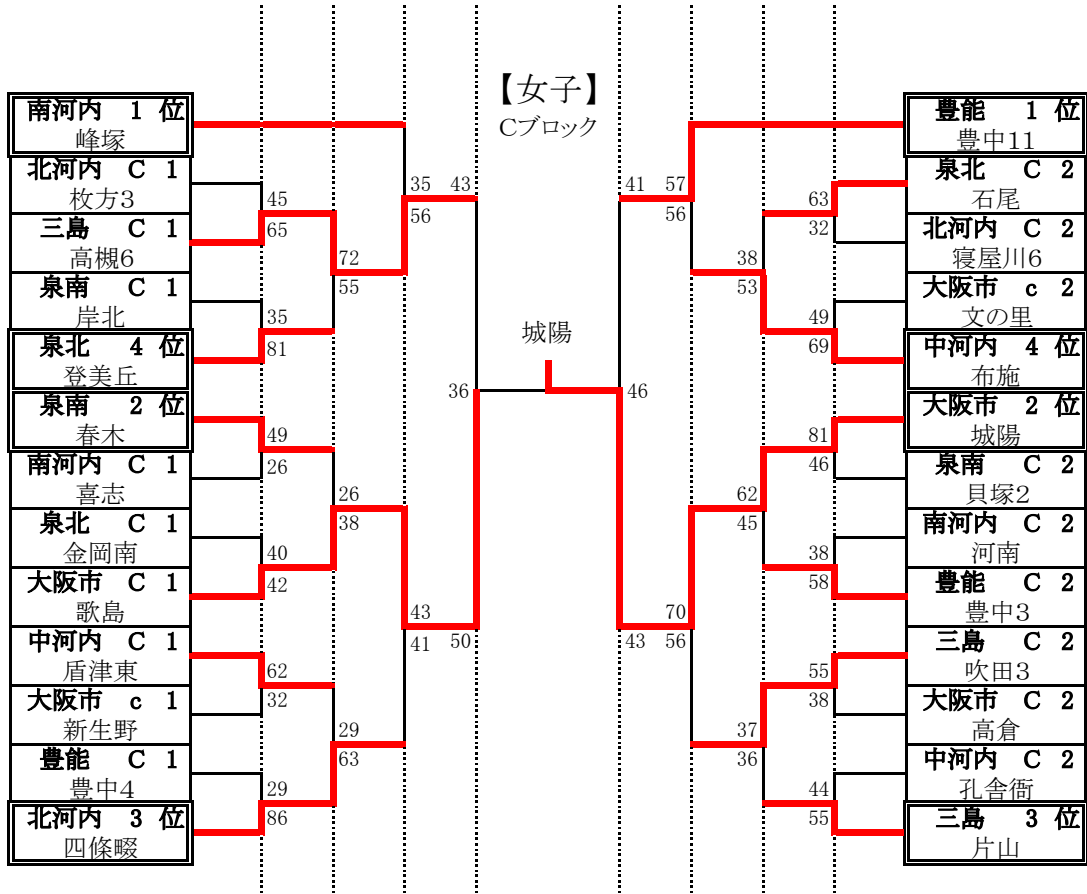 【女子】
Cブロック
南河内 1 位
峰塚
北河内 C 1
枚方3
三島 C 1
高槻6
泉南 C 1
岸北
泉北 4 位
登美丘
泉南 2 位
春木
南河内 C 1
喜志
泉北 C 1
金岡南
大阪市 C 1
歌島
中河内 C 1
盾津東
大阪市 c 1
新生野
豊能 C 1
豊中4
北河内 3 位
四條畷
45
65
35
81
49
26
40
42
62
32
29
86
72
55
26
38
29
63
35 43
56
43
41 50
36
城陽
46
41 57
56
70
43 56
38
53
62
45
37
36
63
32
49
69
81
46
38
58
55
38
44
55
豊能 1 位
豊中11
泉北 C 2
石尾
北河内 C 2
寝屋川6
大阪市 c 2
文の里
中河内 4 位
布施
大阪市 2 位
城陽
泉南 C 2
貝塚2
南河内 C 2
河南
豊能 C 2
豊中3
三島 C 2
吹田3
大阪市 C 2
高倉
中河内 C 2
孔舎衙
三島 3 位
片山